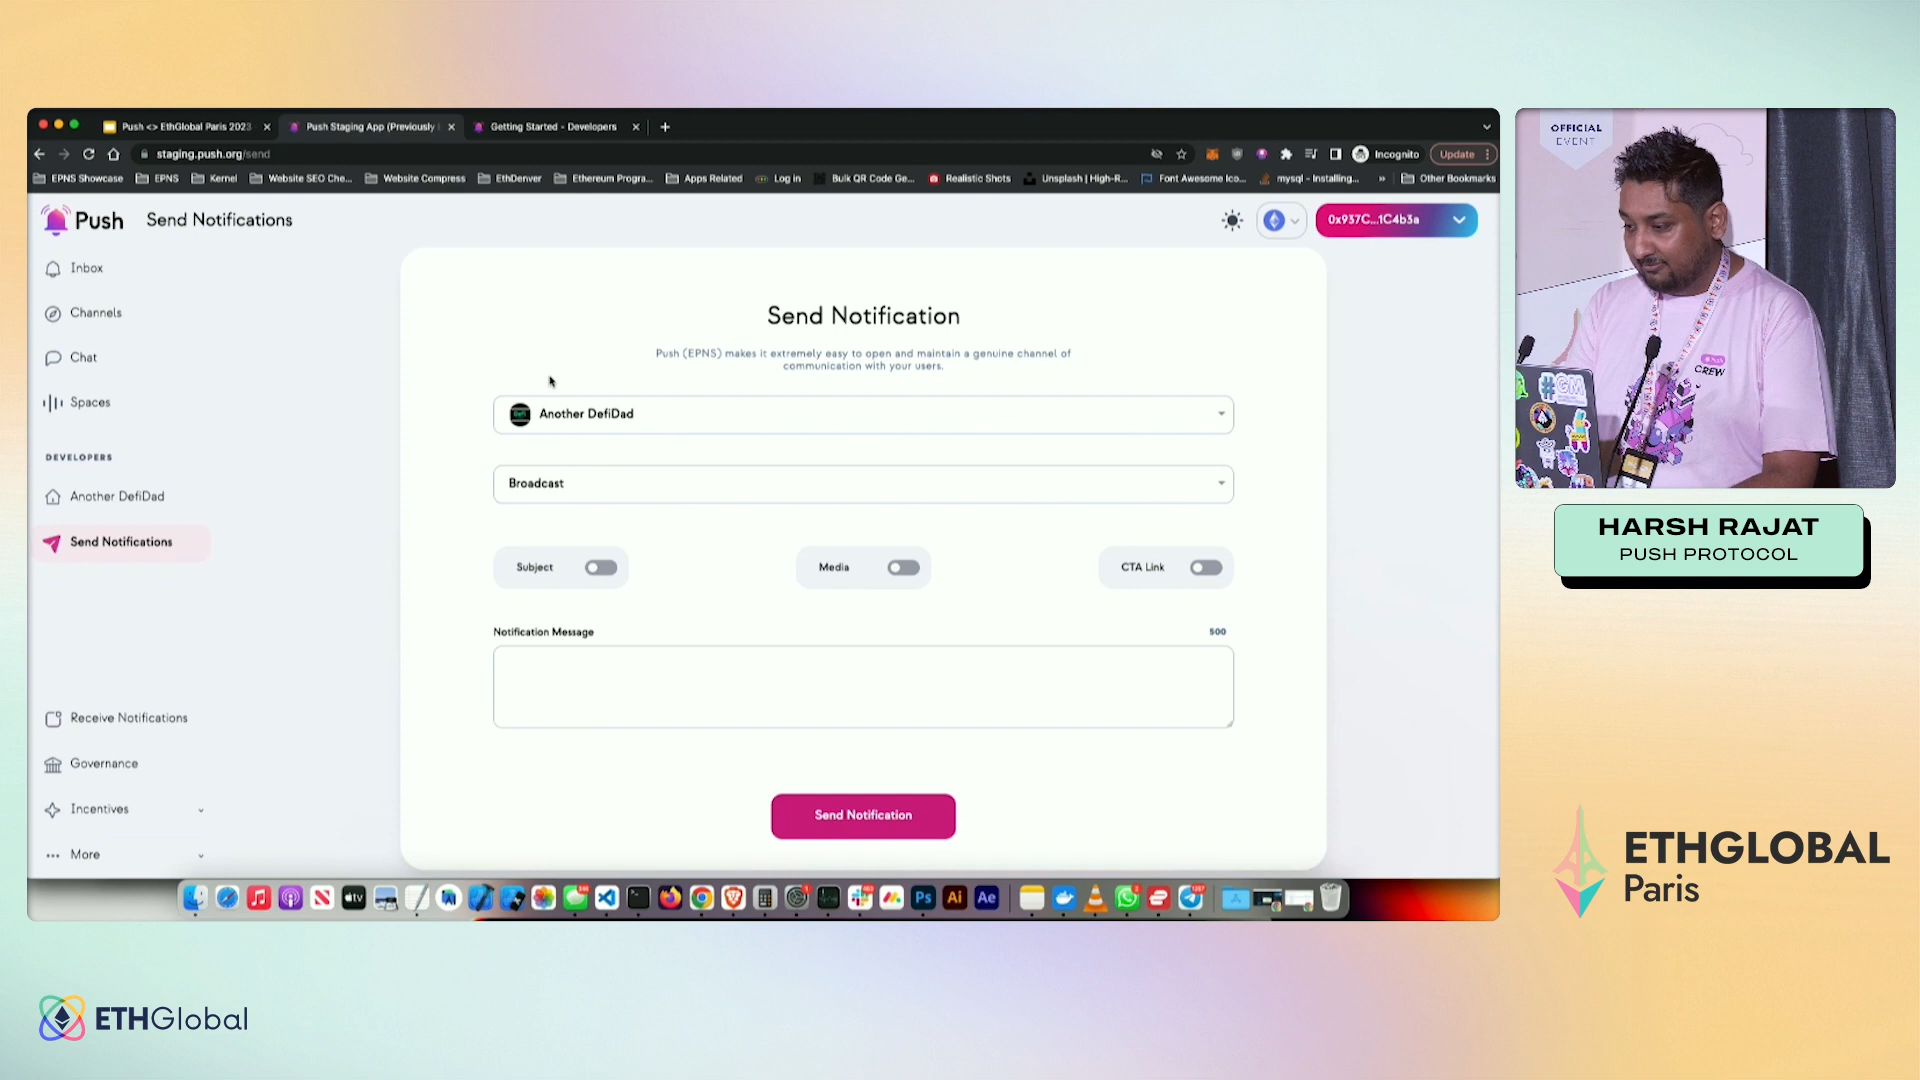 Push <> EthGlobal Paris 2023
Push Staging App (Previously
Getting Started - Developers
staging.push.org/send
Incognito
Update
EPNS Showcase
EPNS
Kernel
Website SEO Che...
Website Compress
EthDenver
Ethereum Progra...
Apps Related
Log in
Bulk QR Code Ge...
Realistic Shots
Unsplash | High-R...
Font Awesome Ico...
mysql - Installing...
»
Other Bookmarks
Push
Send Notifications
0x937C...1C4b3a
Inbox
Channels
Chat
Spaces
DEVELOPERS
Another DefiDad
Send Notifications
Receive Notifications
Governance
Incentives
More
Send Notification
Push (EPNS) makes it extremely easy to open and maintain a genuine channel of
communication with your users.
Another DefiDad
Broadcast
Subject
Media
CTA Link
Notification Message
500
Send Notification
tv
Ps
Ai
Ae
OFFICIAL
EVENT
CREW
#GM
HARSH RAJAT
PUSH PROTOCOL
ETHGLOBAL
Paris
ETHGlobal